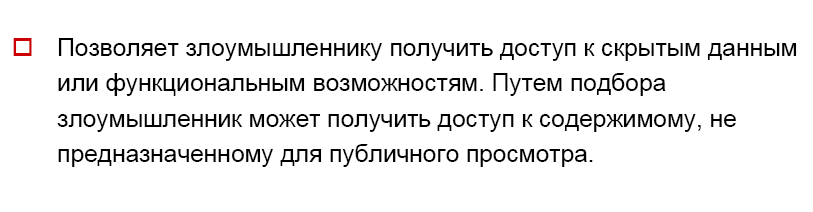 Позволяет злоумышленнику получить доступ к скрытым данным
или функциональным возможностям. Путем подбора
злоумышленник может получить доступ к содержимому, не
предназначенному для публичного просмотра.